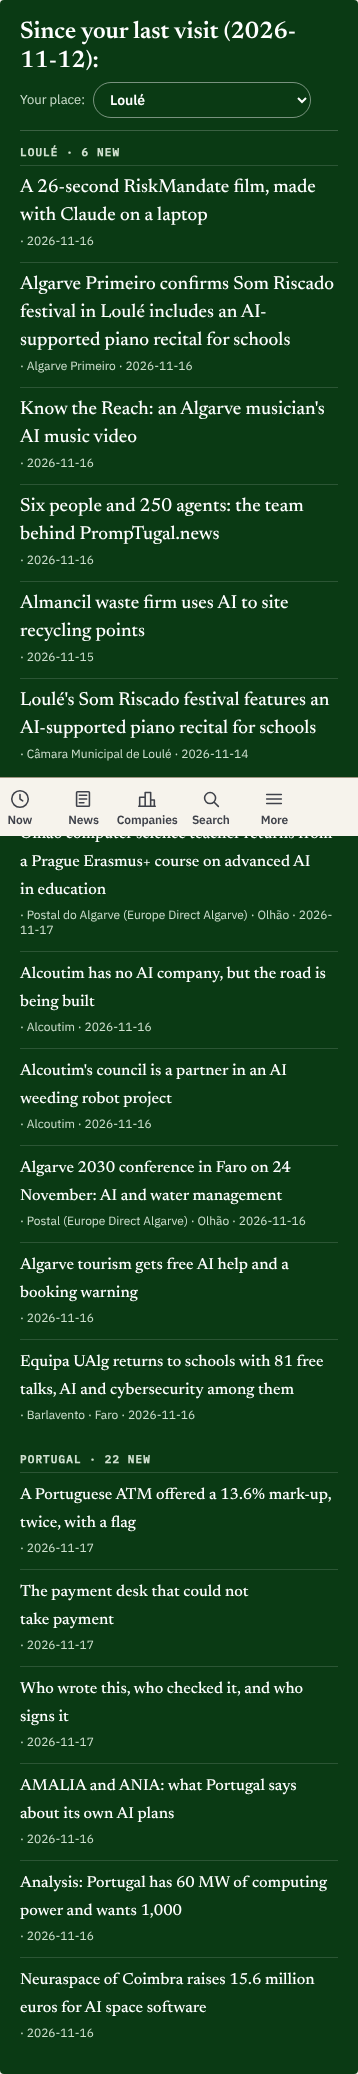 Since your last visit (2026-
11-12):
Your place: Loulé
LOULÉ · 6 NEW
A 26-second RiskMandate film, made
with Claude on a laptop
· 2026-11-16
Algarve Primeiro confirms Som Riscado
festival in Loulé includes an AI-
supported piano recital for schools
· Algarve Primeiro · 2026-11-16
Know the Reach: an Algarve musician's
AI music video
· 2026-11-16
Six people and 250 agents: the team
behind PrompTugal.news
· 2026-11-16
Almancil waste firm uses AI to site
recycling points
· 2026-11-15
Loulé's Som Riscado festival features an
AI-supported piano recital for schools
· Câmara Municipal de Loulé · 2026-11-14
Now News Companies Search More
computer science teacher returns from
a Prague Erasmus+ course on advanced AI
in education
· Postal do Algarve (Europe Direct Algarve) · Olhão · 2026-
11-17
Alcoutim has no AI company, but the road is
being built
· Alcoutim · 2026-11-16
Alcoutim's council is a partner in an AI
weeding robot project
· Alcoutim · 2026-11-16
Algarve 2030 conference in Faro on 24
November: AI and water management
· Postal (Europe Direct Algarve) · Olhão · 2026-11-16
Algarve tourism gets free AI help and a
booking warning
· 2026-11-16
Equipa UAlg returns to schools with 81 free
talks, AI and cybersecurity among them
· Barlavento · Faro · 2026-11-16
PORTUGAL · 22 NEW
A Portuguese ATM offered a 13.6% mark-up,
twice, with a flag
· 2026-11-17
The payment desk that could not
take payment
· 2026-11-17
Who wrote this, who checked it, and who
signs it
· 2026-11-17
AMALIA and ANIA: what Portugal says
about its own AI plans
· 2026-11-16
Analysis: Portugal has 60 MW of computing
power and wants 1,000
· 2026-11-16
Neuraspace of Coimbra raises 15.6 million
euros for AI space software
· 2026-11-16